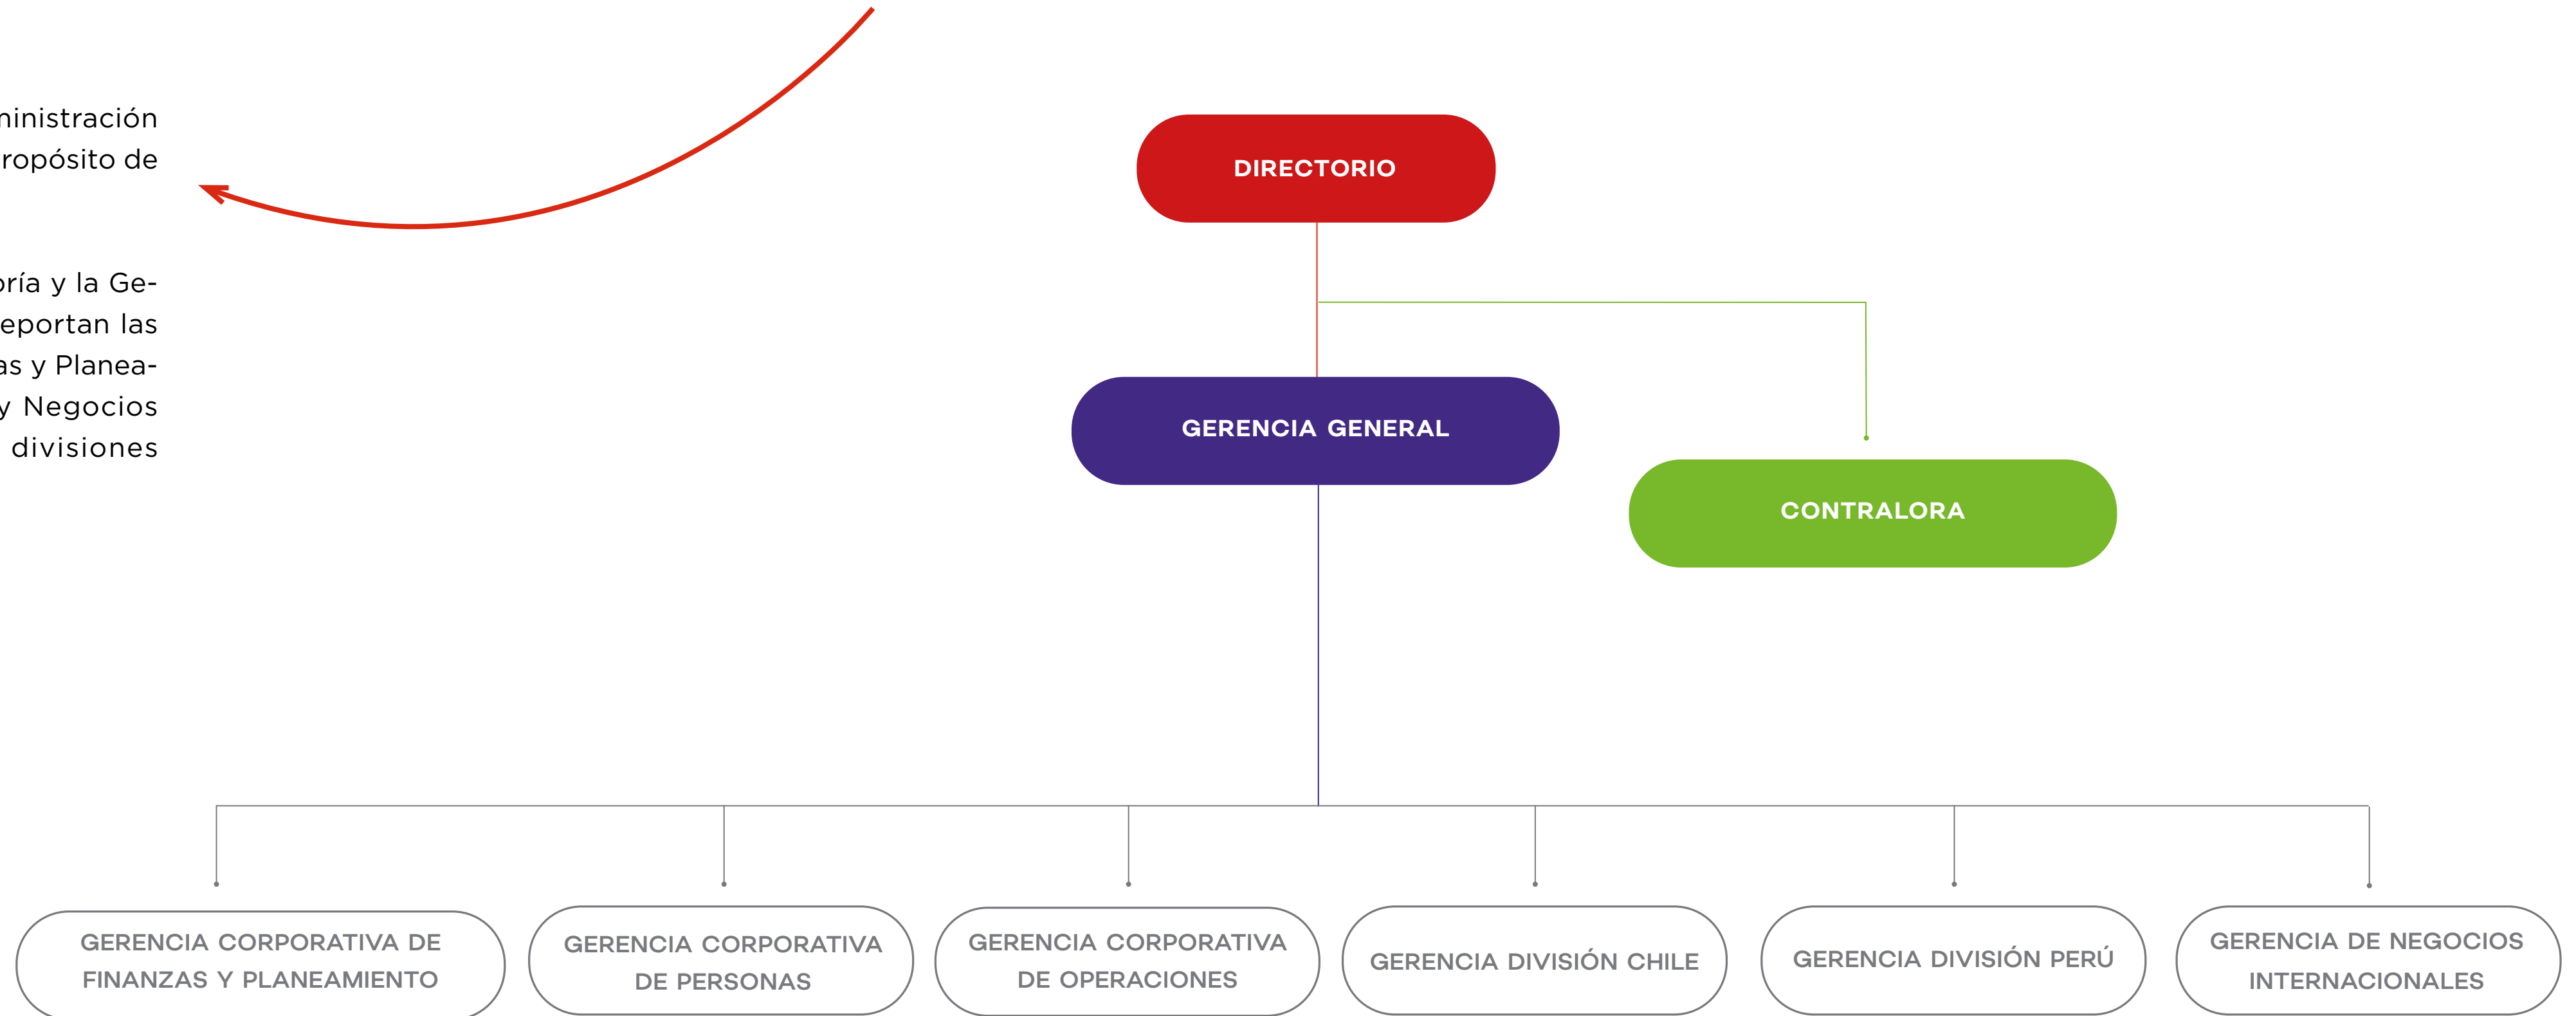 ministración
ropósito de
oría y la Ge-
eportan las
as y Planea-
y Negocios
divisiones
DIRECTORIO
GERENCIA GENERAL
CONTRALORA
GERENCIA CORPORATIVA DE
FINANZAS Y PLANEAMIENTO
GERENCIA CORPORATIVA
DE PERSONAS
GERENCIA CORPORATIVA
DE OPERACIONES
GERENCIA DIVISIÓN CHILE
GERENCIA DIVISIÓN PERÚ
GERENCIA DE NEGOCIOS
INTERNACIONALES